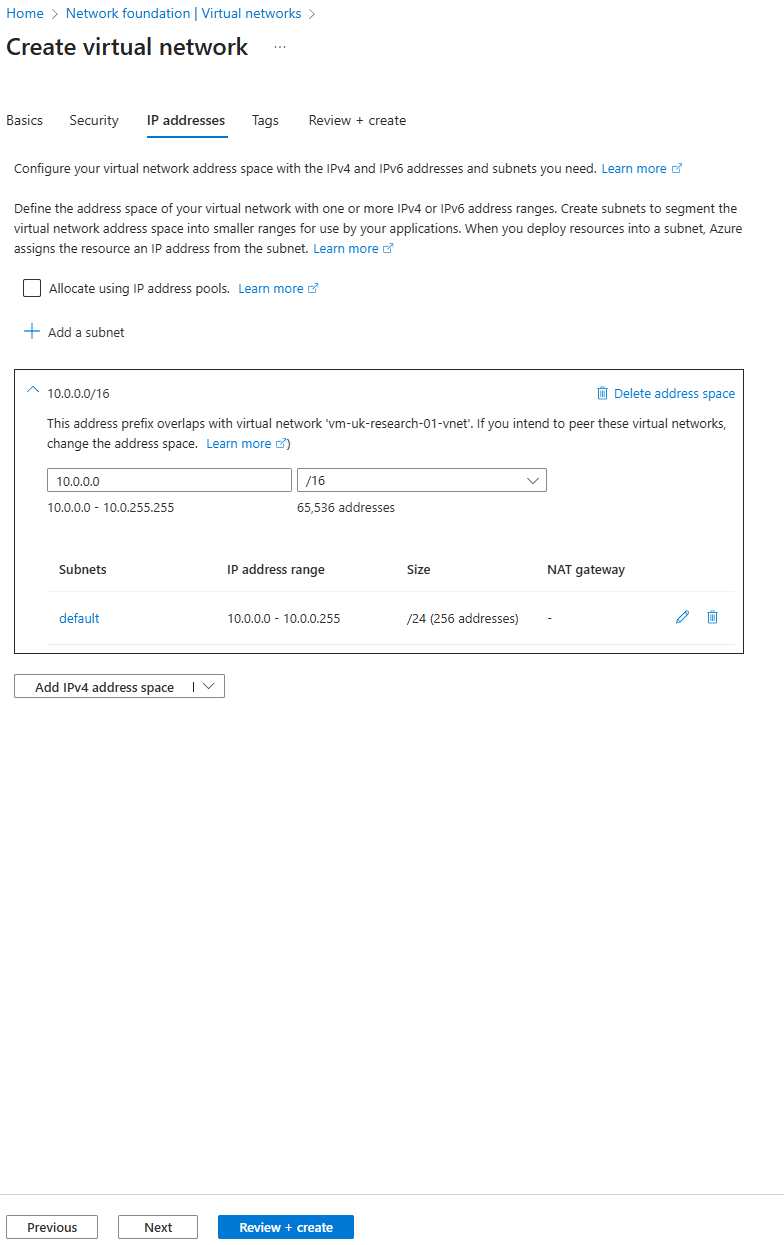 Home > Network foundation | Virtual networks >
Create virtual network ...
Basics Security IP addresses Tags Review + create
Configure your virtual network address space with the IPv4 and IPv6 addresses and subnets you need. Learn more
Define the address space of your virtual network with one or more IPv4 or IPv6 address ranges. Create subnets to segment the
virtual network address space into smaller ranges for use by your applications. When you deploy resources into a subnet, Azure
assigns the resource an IP address from the subnet. Learn more
Allocate using IP address pools. Learn more
Add a subnet
10.0.0.0/16 Delete address space
This address prefix overlaps with virtual network 'vm-uk-research-01-vnet'. If you intend to peer these virtual networks,
change the address space. Learn more )
10.0.0.0 /16
10.0.0.0 - 10.0.255.255 65,536 addresses
Subnets IP address range Size NAT gateway
default 10.0.0.0 - 10.0.0.255 /24 (256 addresses) -
Add IPv4 address space |
Previous Next Review + create